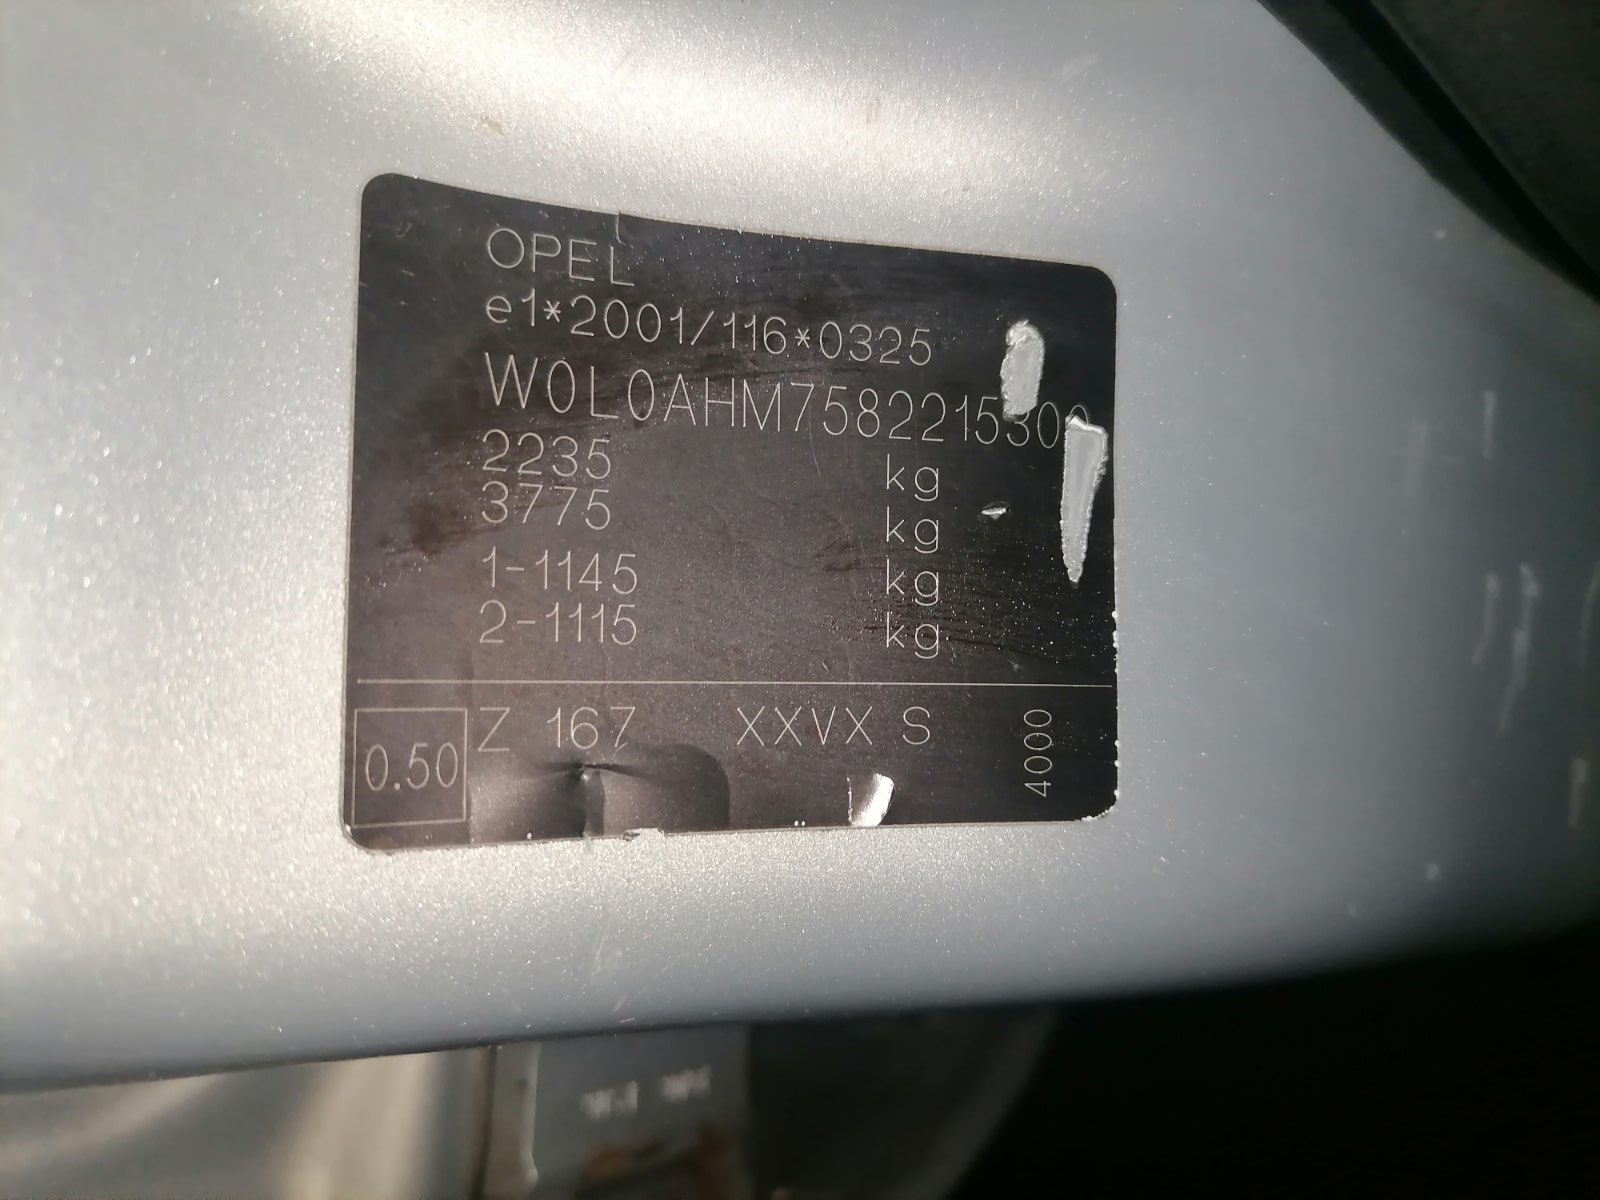 OPEL
e1*2001/116*0325
2235 kg
3775 kg
1-1145 kg
2-1115 kg
0.50 Z 167 XXVX S 4000